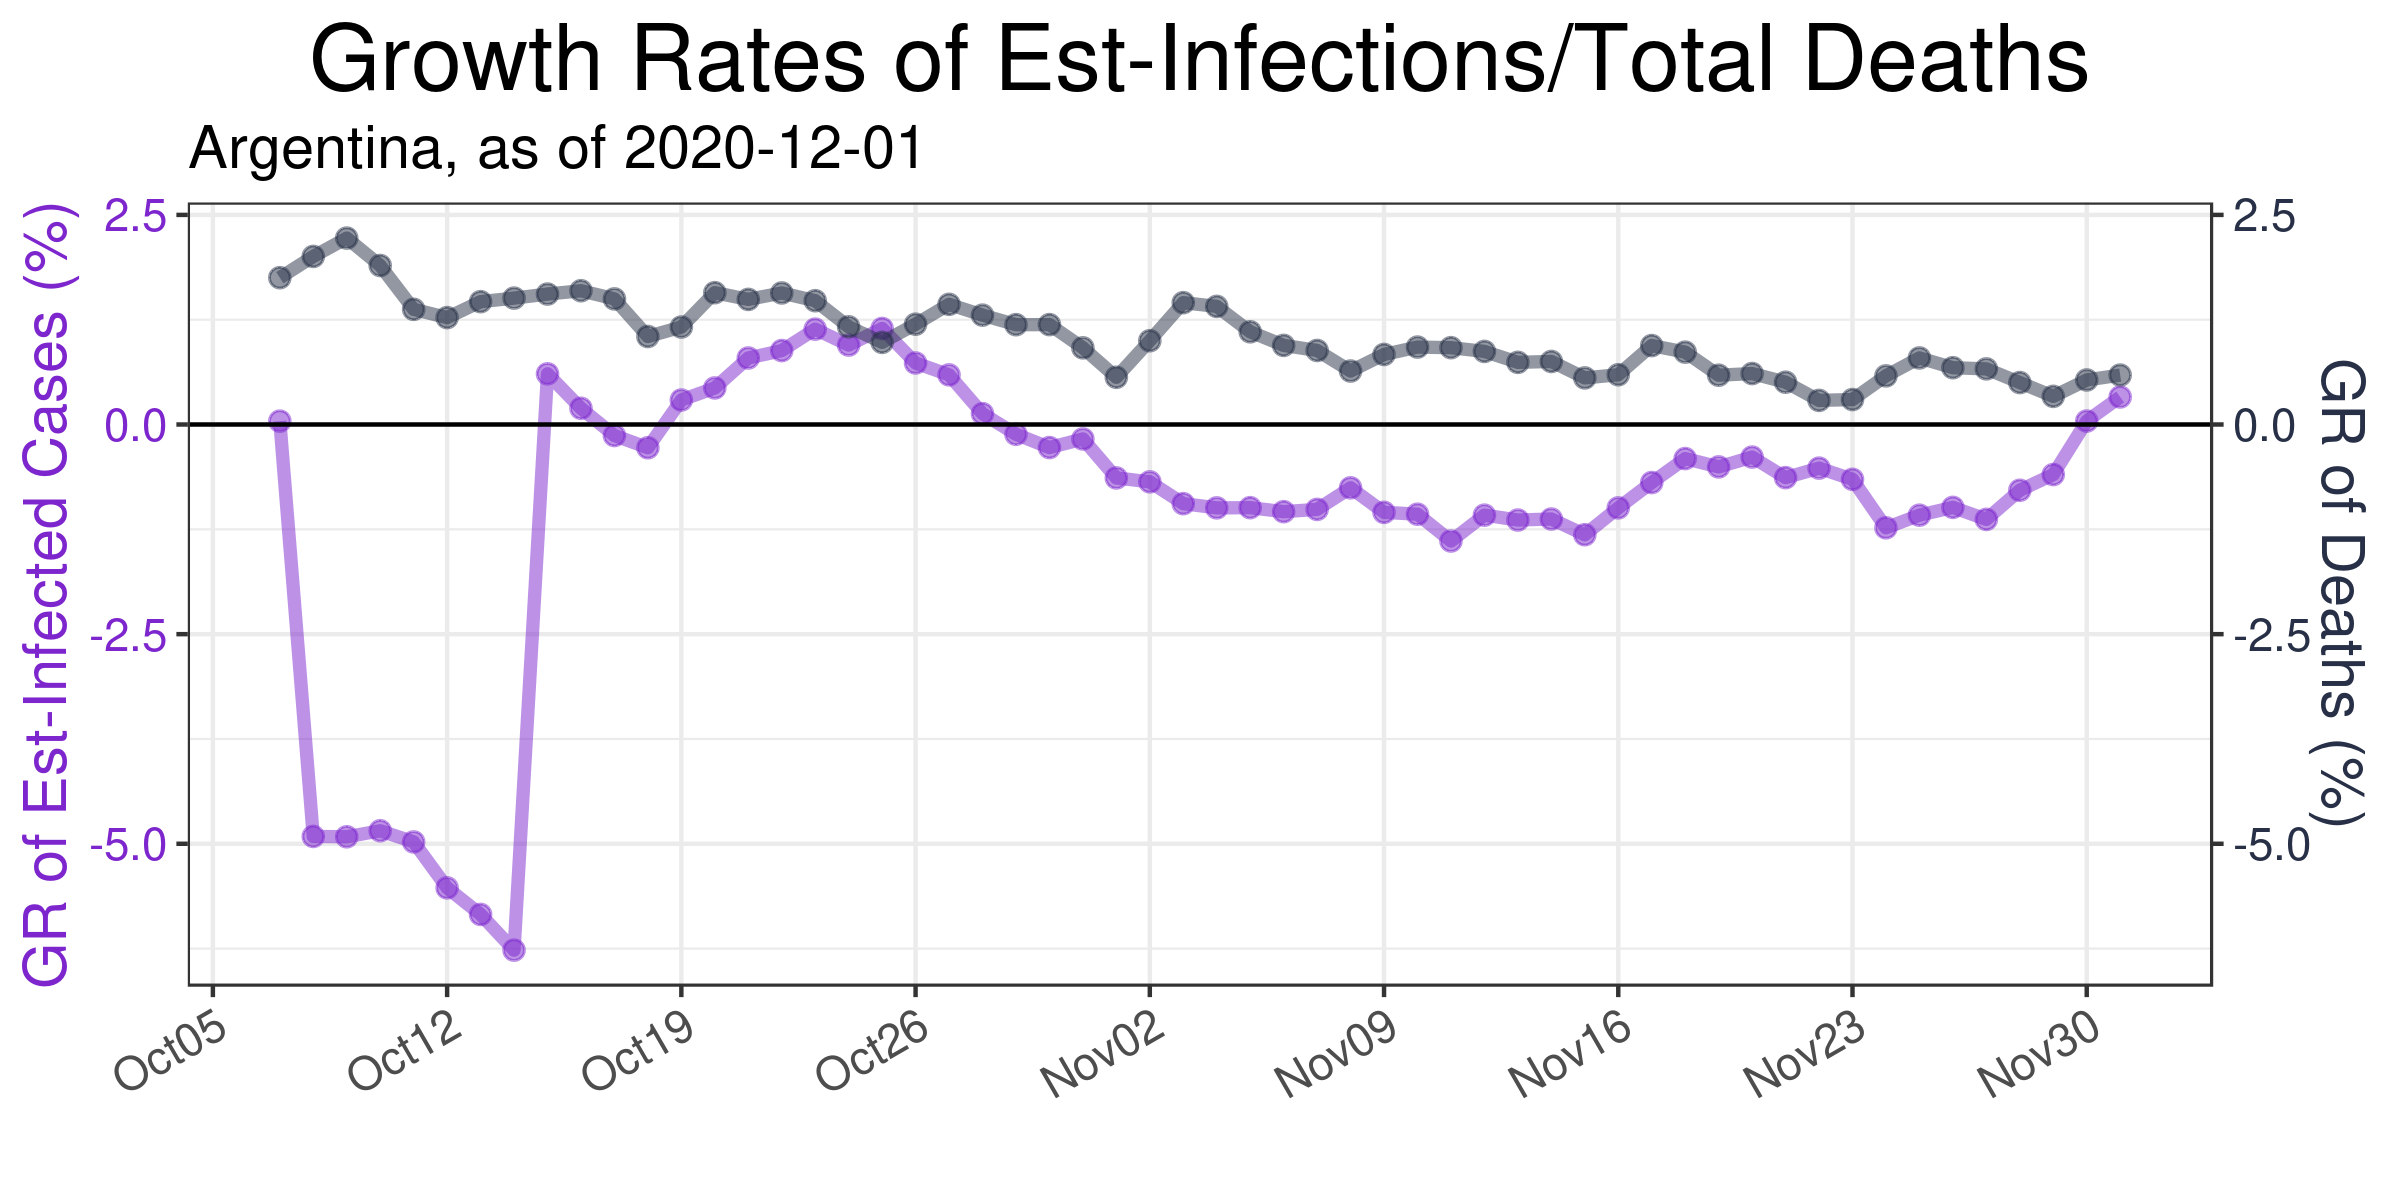 Growth Rates of Est-Infections/Total Deaths
Argentina, as of 2020-12-01
GR of Est-Infected Cases (%)
2.5
0.0
-2.5
-5.0
2.5
0.0
-2.5
-5.0
GR of Deaths (%)
Oct05
Oct12
Oct19
Oct26
Nov02
Nov09
Nov16
Nov23
Nov30